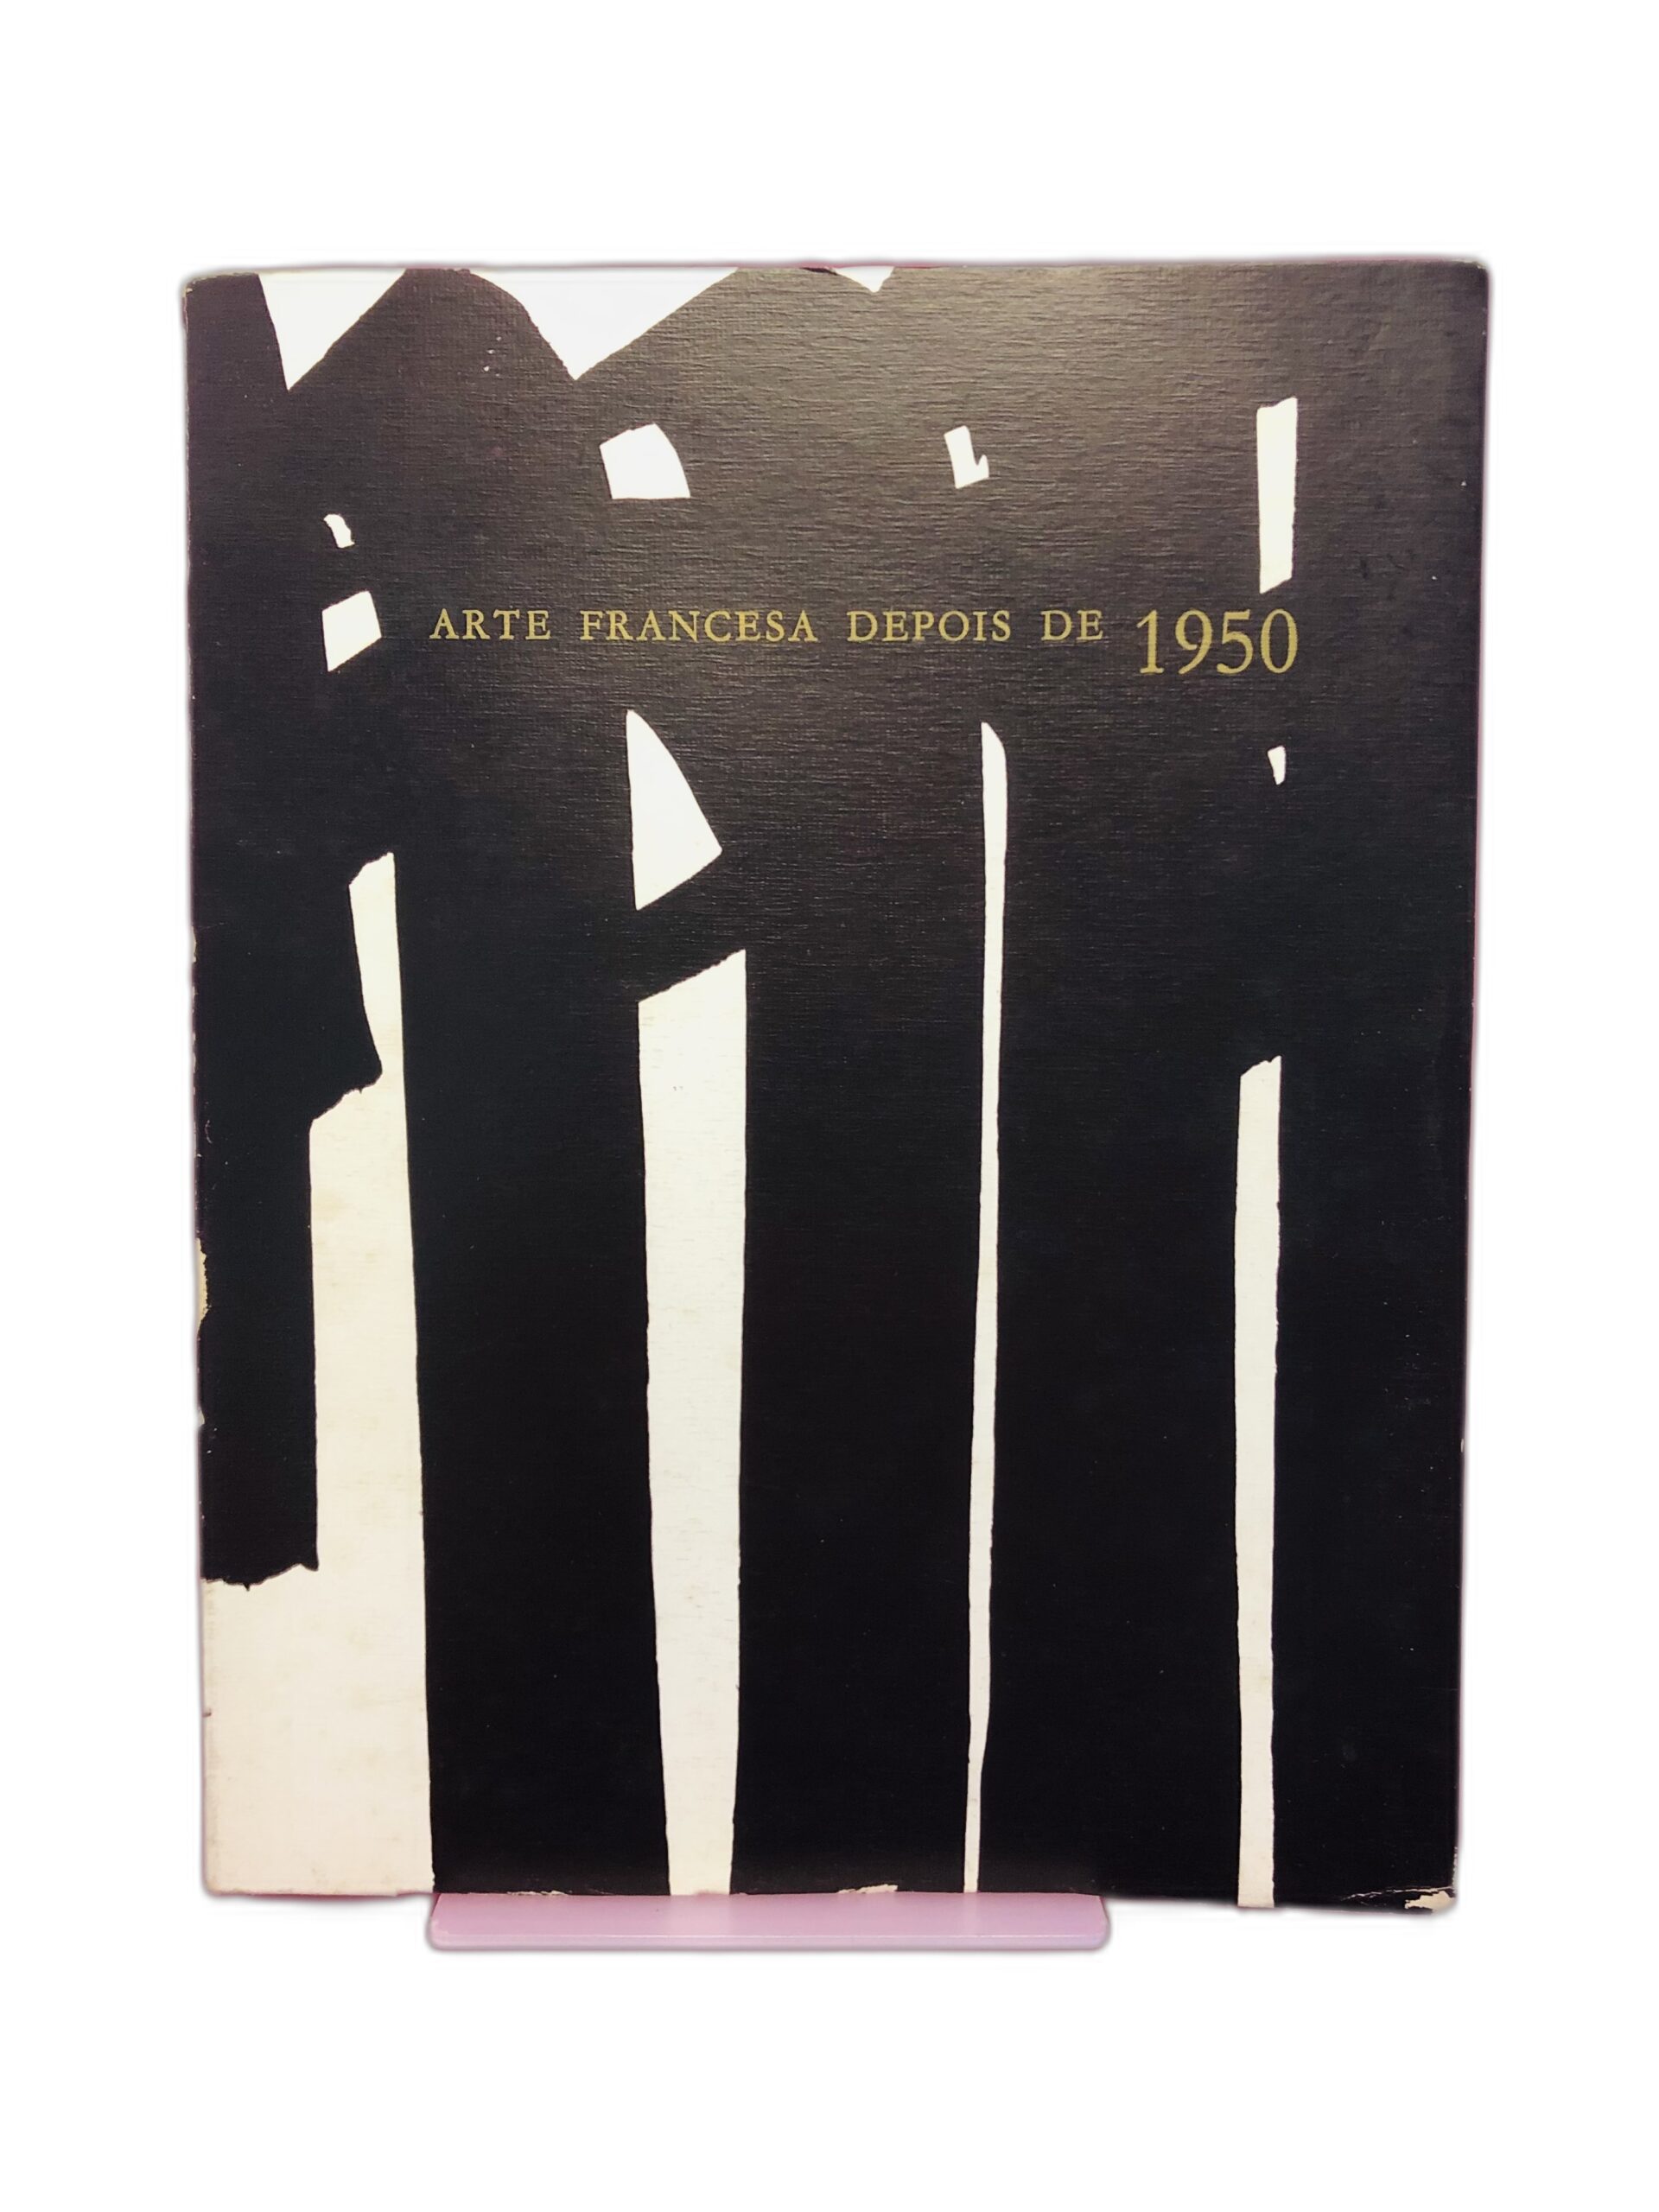 ARTE FRANCESA DEPOIS DE 1950